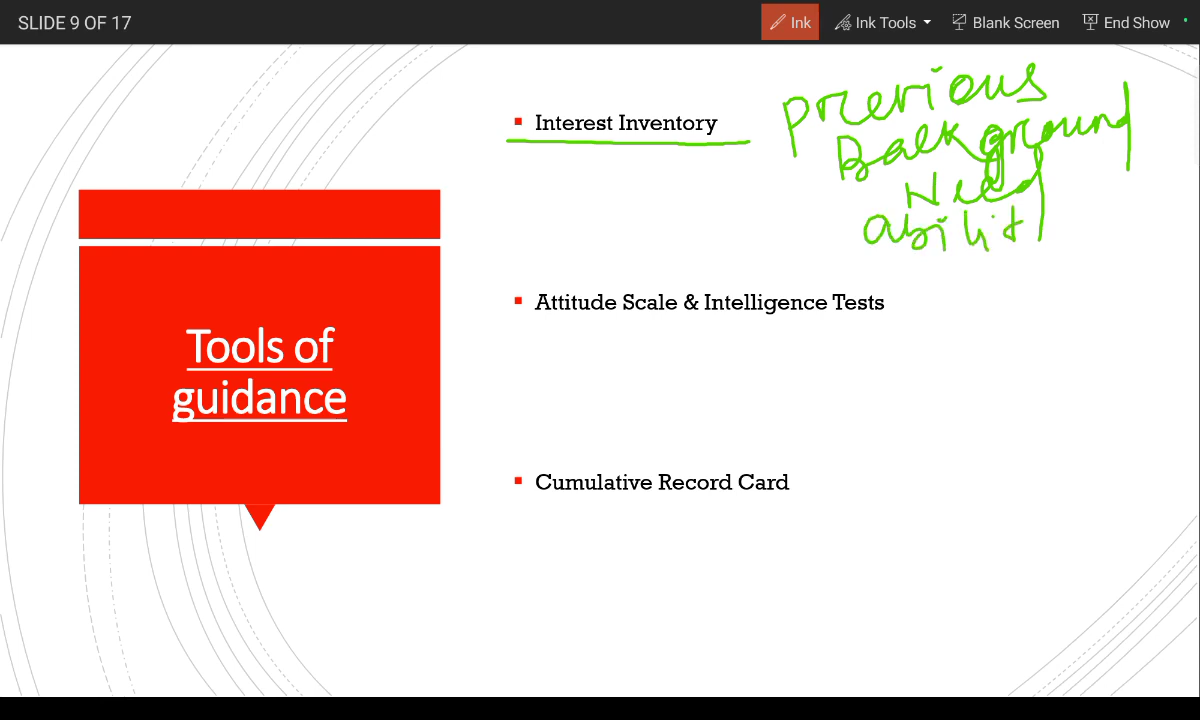 SLIDE 9 OF 17
Ink
Ink Tools
Blank Screen
End Show
Interest Inventory
Previous
Background
Need
abilit
Tools of
guidance
Attitude Scale & Intelligence Tests
Cumulative Record Card